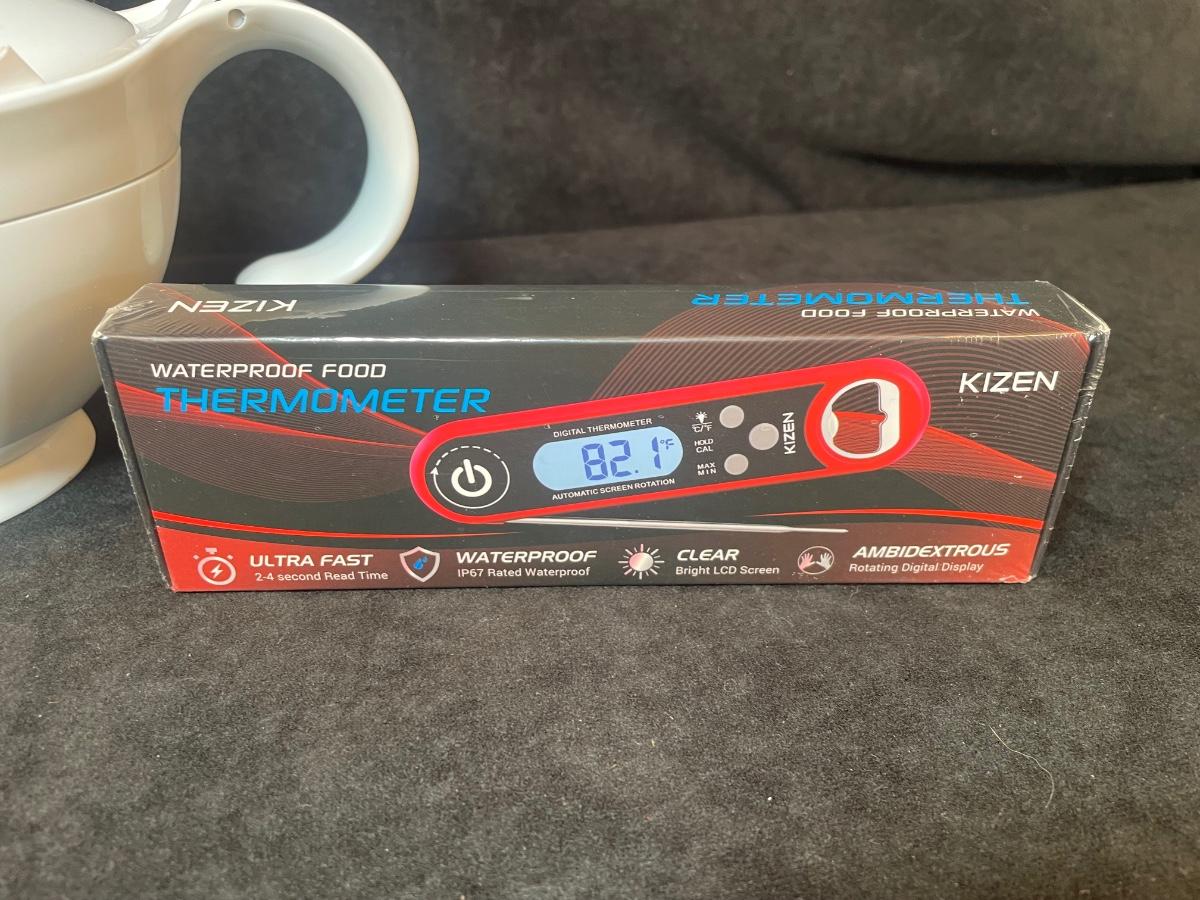 KIZEN
WATERPROOF FOOD
THERMOMETER
WATERPROOF FOOD
THERMOMETER
KIZEN
DIGITAL THERMOMETER
82.1°F
AUTOMATIC SCREEN ROTATION
°C/°F
HOLD
CAL
MAX
MIN
KIZEN
ULTRA FAST
2-4 second Read Time
WATERPROOF
IP67 Rated Waterproof
CLEAR
Bright LCD Screen
AMBIDEXTROUS
Rotating Digital Display